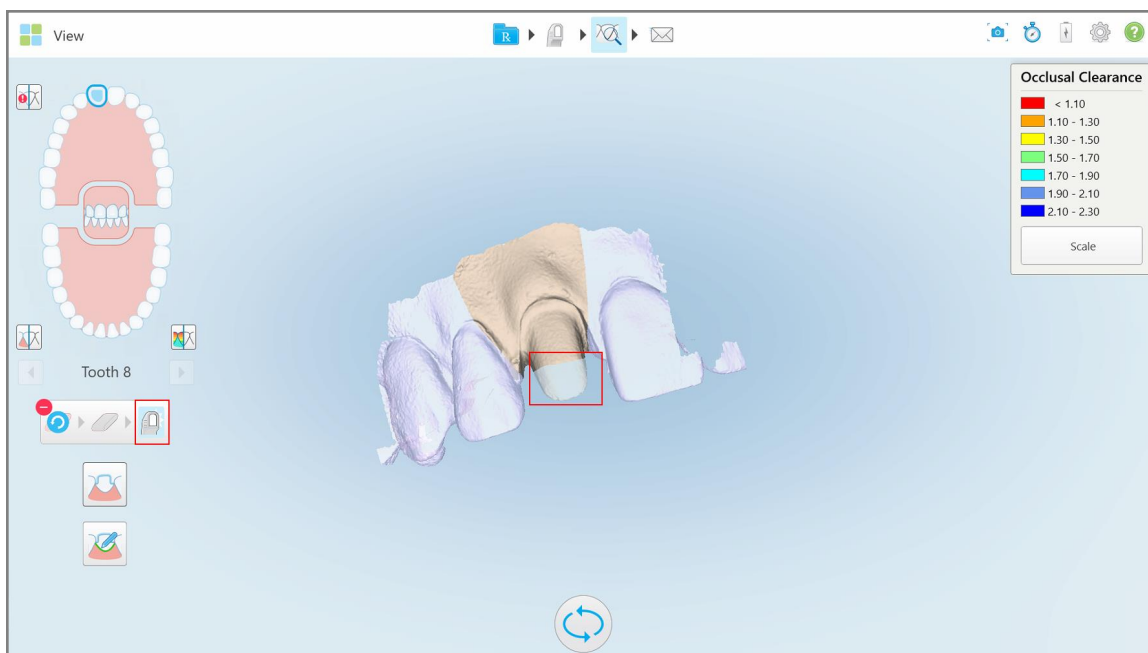 View
R
Occlusal Clearance
< 1.10
1.10 - 1.30
1.30 - 1.50
1.50 - 1.70
1.70 - 1.90
1.90 - 2.10
2.10 - 2.30
Scale
Tooth 8